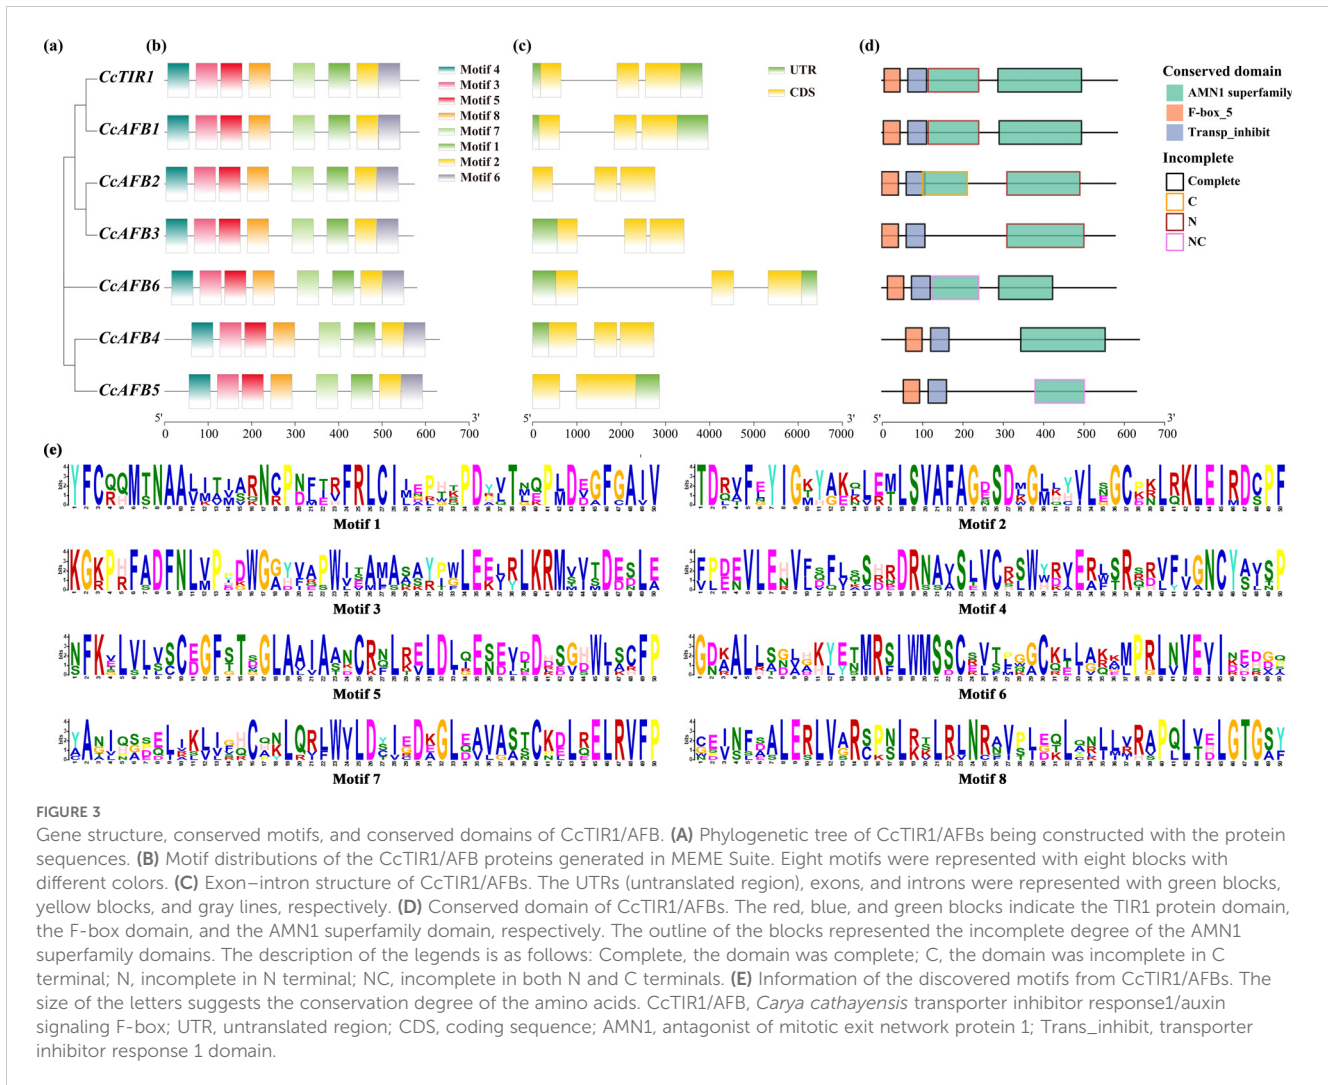 (a)
(b)
(c)
(d)
CcTIR1
CcAFB1
CcAFB2
CcAFB3
CcAFB6
CcAFB4
CcAFB5
Motif 4
Motif 3
Motif 5
Motif 8
Motif 7
Motif 1
Motif 2
Motif 6
UTR
CDS
Conserved domain
AMN1 superfamily
F-box_5
Transp_inhibit
Incomplete
Complete
C
N
NC
5' 3'
0 100 200 300 400 500 600 700
5' 3'
0 1000 2000 3000 4000 5000 6000 7000
5' 3'
0 100 200 300 400 500 600 700
(e)
Motif 1
Motif 2
Motif 3
Motif 4
Motif 5
Motif 6
Motif 7
Motif 8
FIGURE 3
Gene structure, conserved motifs, and conserved domains of CcTIR1/AFB. (A) Phylogenetic tree of CcTIR1/AFBs being constructed with the protein
sequences. (B) Motif distributions of the CcTIR1/AFB proteins generated in MEME Suite. Eight motifs were represented with eight blocks with
different colors. (C) Exon–intron structure of CcTIR1/AFBs. The UTRs (untranslated region), exons, and introns were represented with green blocks,
yellow blocks, and gray lines, respectively. (D) Conserved domain of CcTIR1/AFBs. The red, blue, and green blocks indicate the TIR1 protein domain,
the F-box domain, and the AMN1 superfamily domain, respectively. The outline of the blocks represented the incomplete degree of the AMN1
superfamily domains. The description of the legends is as follows: Complete, the domain was complete; C, the domain was incomplete in C
terminal; N, incomplete in N terminal; NC, incomplete in both N and C terminals. (E) Information of the discovered motifs from CcTIR1/AFBs. The
size of the letters suggests the conservation degree of the amino acids. CcTIR1/AFB, Carya cathayensis transporter inhibitor response1/auxin
signaling F-box; UTR, untranslated region; CDS, coding sequence; AMN1, antagonist of mitotic exit network protein 1; Trans_inhibit, transporter
inhibitor response 1 domain.